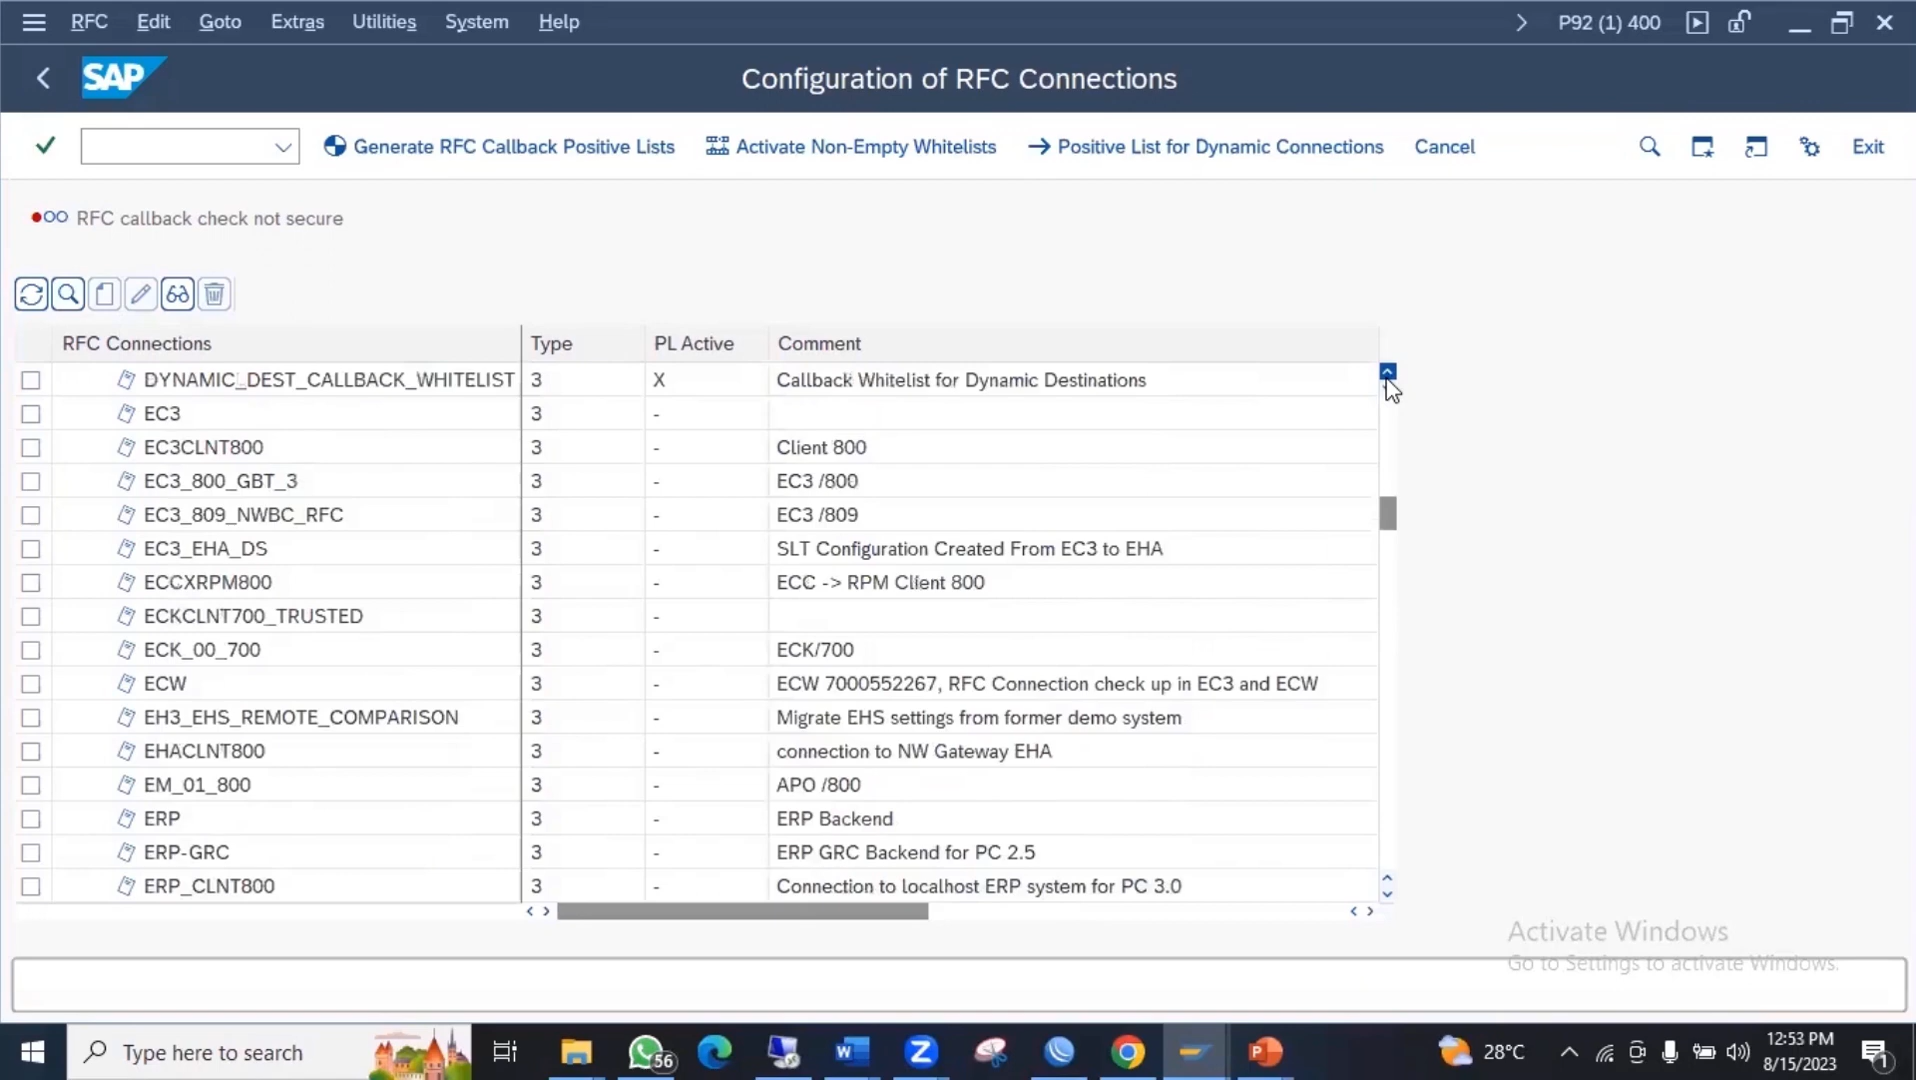 RFC Edit Goto Extras Utilities System Help P92 (1) 400
SAP Configuration of RFC Connections
Generate RFC Callback Positive Lists Activate Non-Empty Whitelists Positive List for Dynamic Connections Cancel Exit
RFC callback check not secure
RFC Connections Type PL Active Comment
DYNAMIC_DEST_CALLBACK_WHITELIST 3 X Callback Whitelist for Dynamic Destinations
EC3 3 -
EC3CLNT800 3 - Client 800
EC3_800_GBT_3 3 - EC3 /800
EC3_809_NWBC_RFC 3 - EC3 /809
EC3_EHA_DS 3 - SLT Configuration Created From EC3 to EHA
ECCXRPM800 3 - ECC -> RPM Client 800
ECKCLNT700_TRUSTED 3 -
ECK_00_700 3 - ECK/700
ECW 3 - ECW 7000552267, RFC Connection check up in EC3 and ECW
EH3_EHS_REMOTE_COMPARISON 3 - Migrate EHS settings from former demo system
EHACLNT800 3 - connection to NW Gateway EHA
EM_01_800 3 - APO /800
ERP 3 - ERP Backend
ERP-GRC 3 - ERP GRC Backend for PC 2.5
ERP_CLNT800 3 - Connection to localhost ERP system for PC 3.0
Activate Windows
Go to Settings to activate Windows.
Type here to search 56 28°C 12:53 PM
8/15/2023 1